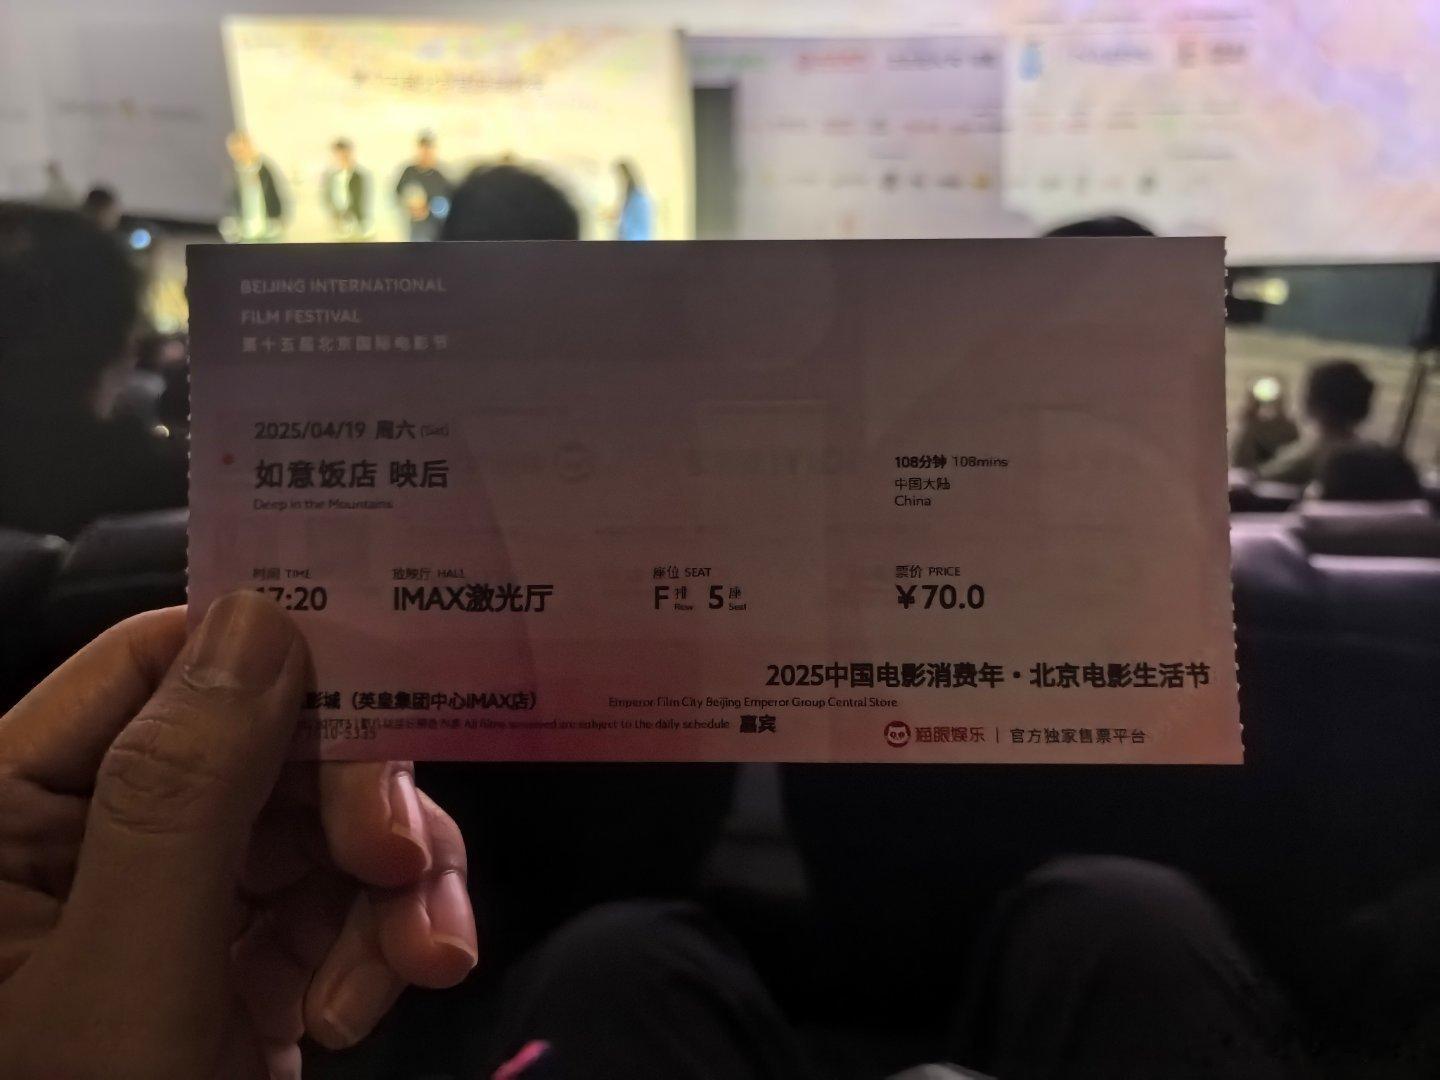 BEIJING INTERNATIONAL
FILM FESTIVAL
第十五届北京国际电影节
2025/04/19 周六 (Sat)
如意饭店 映后
Deep in the Mountains
108分钟 108mins
中国大陆
China
时间 TIME
放映厅 HALL
座位 SEAT
票价 PRICE
17:20
IMAX激光厅
F 排 Row 5 座 Seat
¥70.0
2025中国电影消费年·北京电影生活节
影城（英皇集团中心IMAX店）
Emperor Film City Beijing Emperor Group Central Store
All films screened are subject to the daily schedule
嘉宾
猫眼娱乐 | 官方独家售票平台